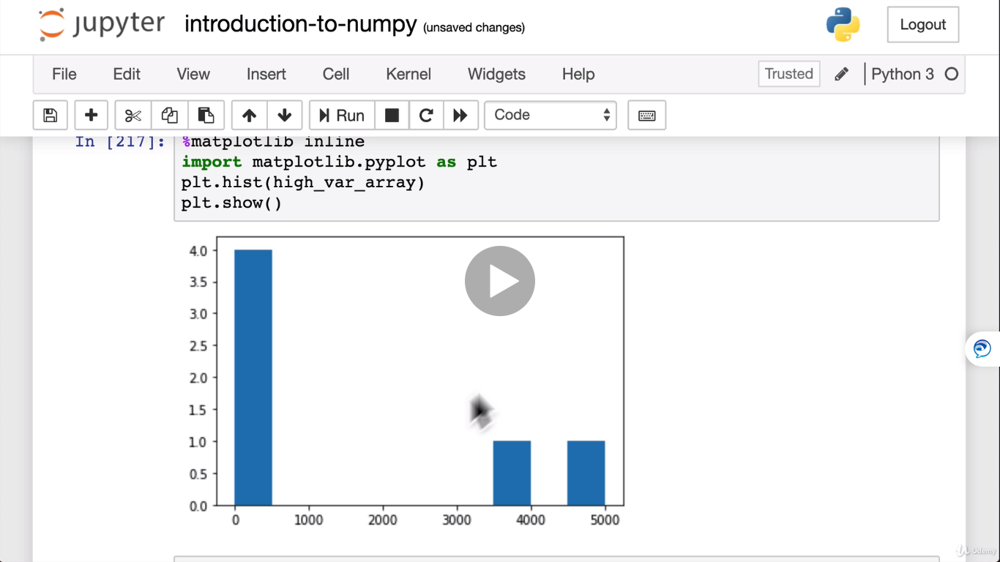 jupyter introduction-to-numpy (unsaved changes) Logout
File Edit View Insert Cell Kernel Widgets Help Trusted Python 3
Run Code
In [217]: %matplotlib inline
import matplotlib.pyplot as plt
plt.hist(high_var_array)
plt.show()
4.0
3.5
3.0
2.5
2.0
1.5
1.0
0.5
0.0
0 1000 2000 3000 4000 5000
Udemy